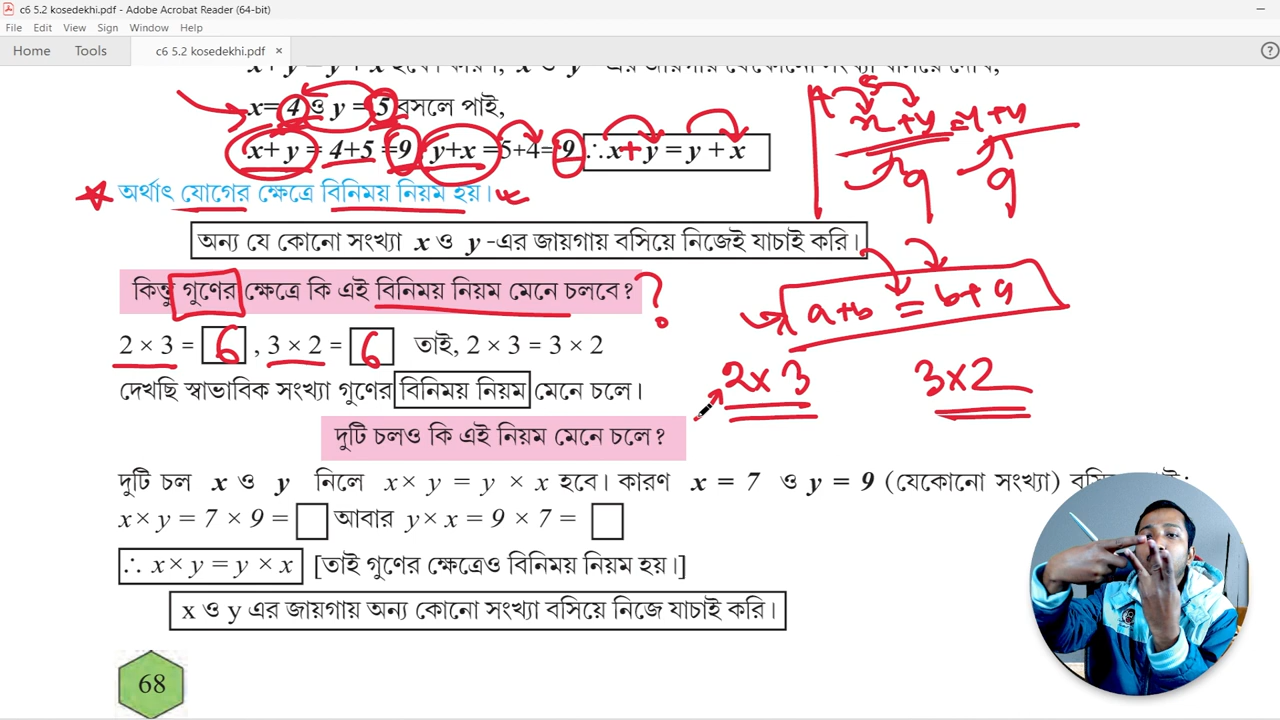 c6 5.2 kosedekhi.pdf - Adobe Acrobat Reader (64-bit)
File Edit View Sign Window Help
Home Tools c6 5.2 kosedekhi.pdf ×
x= 4 ও y = 5 বসলে পাই,
x+ y = 4+5 =9 y+x =5+4= 9 ∴x+ y = y + x
অর্থাৎ যোগের ক্ষেত্রে বিনিময় নিয়ম হয়।
x+y = y+y
9 9
অন্য যে কোনো সংখ্যা x ও y -এর জায়গায় বসিয়ে নিজেই যাচাই করি।
কিন্তু গুণের ক্ষেত্রে কি এই বিনিময় নিয়ম মেনে চলবে? ?
a+b = b+a
2 × 3 = 6 , 3 × 2 = 6 তাই, 2 × 3 = 3 × 2
2×3 3×2
দেখছি স্বাভাবিক সংখ্যা গুণের বিনিময় নিয়ম মেনে চলে।
দুটি চলও কি এই নিয়ম মেনে চলে?
দুটি চল x ও y নিলে x× y = y × x হবে। কারণ x = 7 ও y = 9 (যেকোনো সংখ্যা)
x× y = 7 × 9 = আবার y× x = 9 × 7 =
∴ x× y = y × x [তাই গুণের ক্ষেত্রেও বিনিময় নিয়ম হয়।]
x ও y এর জায়গায় অন্য কোনো সংখ্যা বসিয়ে নিজে যাচাই করি।
68